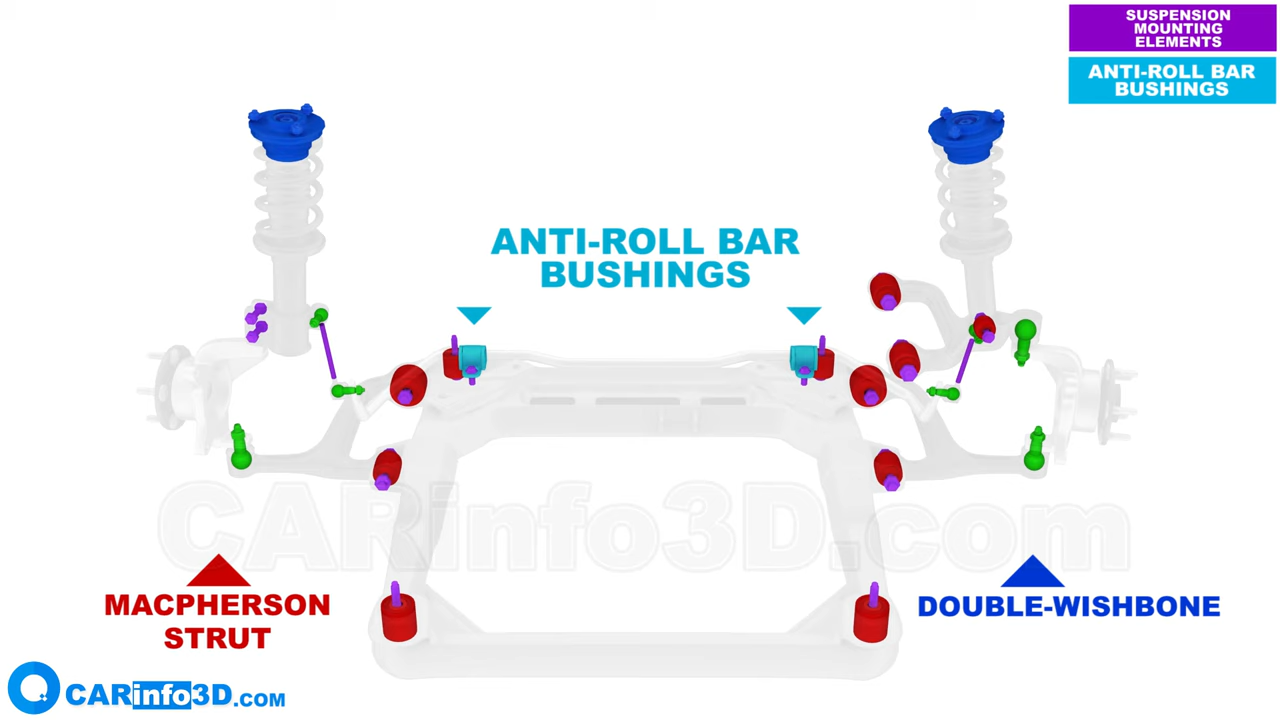 SUSPENSION
MOUNTING
ELEMENTS
ANTI-ROLL BAR
BUSHINGS
ANTI-ROLL BAR
BUSHINGS
CARinfo3D.com
MACPHERSON
STRUT
DOUBLE-WISHBONE
CARinfo3D.COM